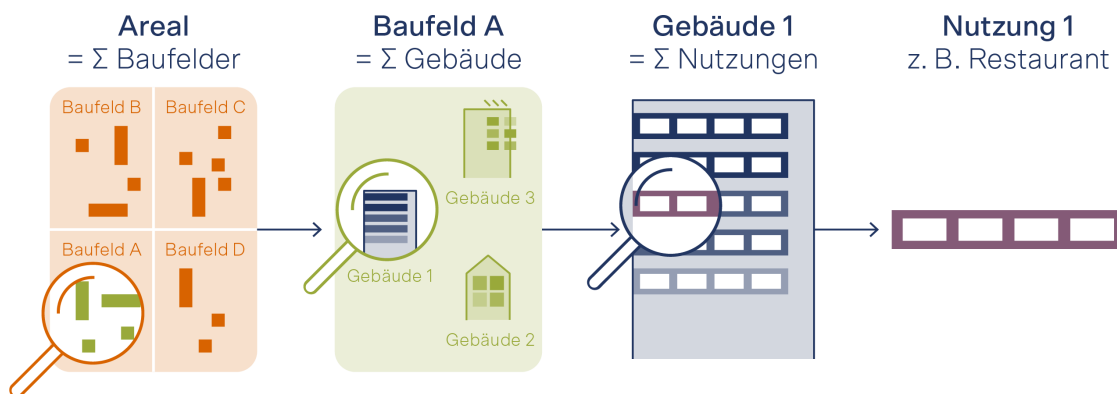 Areal
= Σ Baufelder
Baufeld B
Baufeld C
Baufeld A
Baufeld D
Baufeld A
= Σ Gebäude
Gebäude 3
Gebäude 1
Gebäude 2
Gebäude 1
= Σ Nutzungen
Nutzung 1
z. B. Restaurant